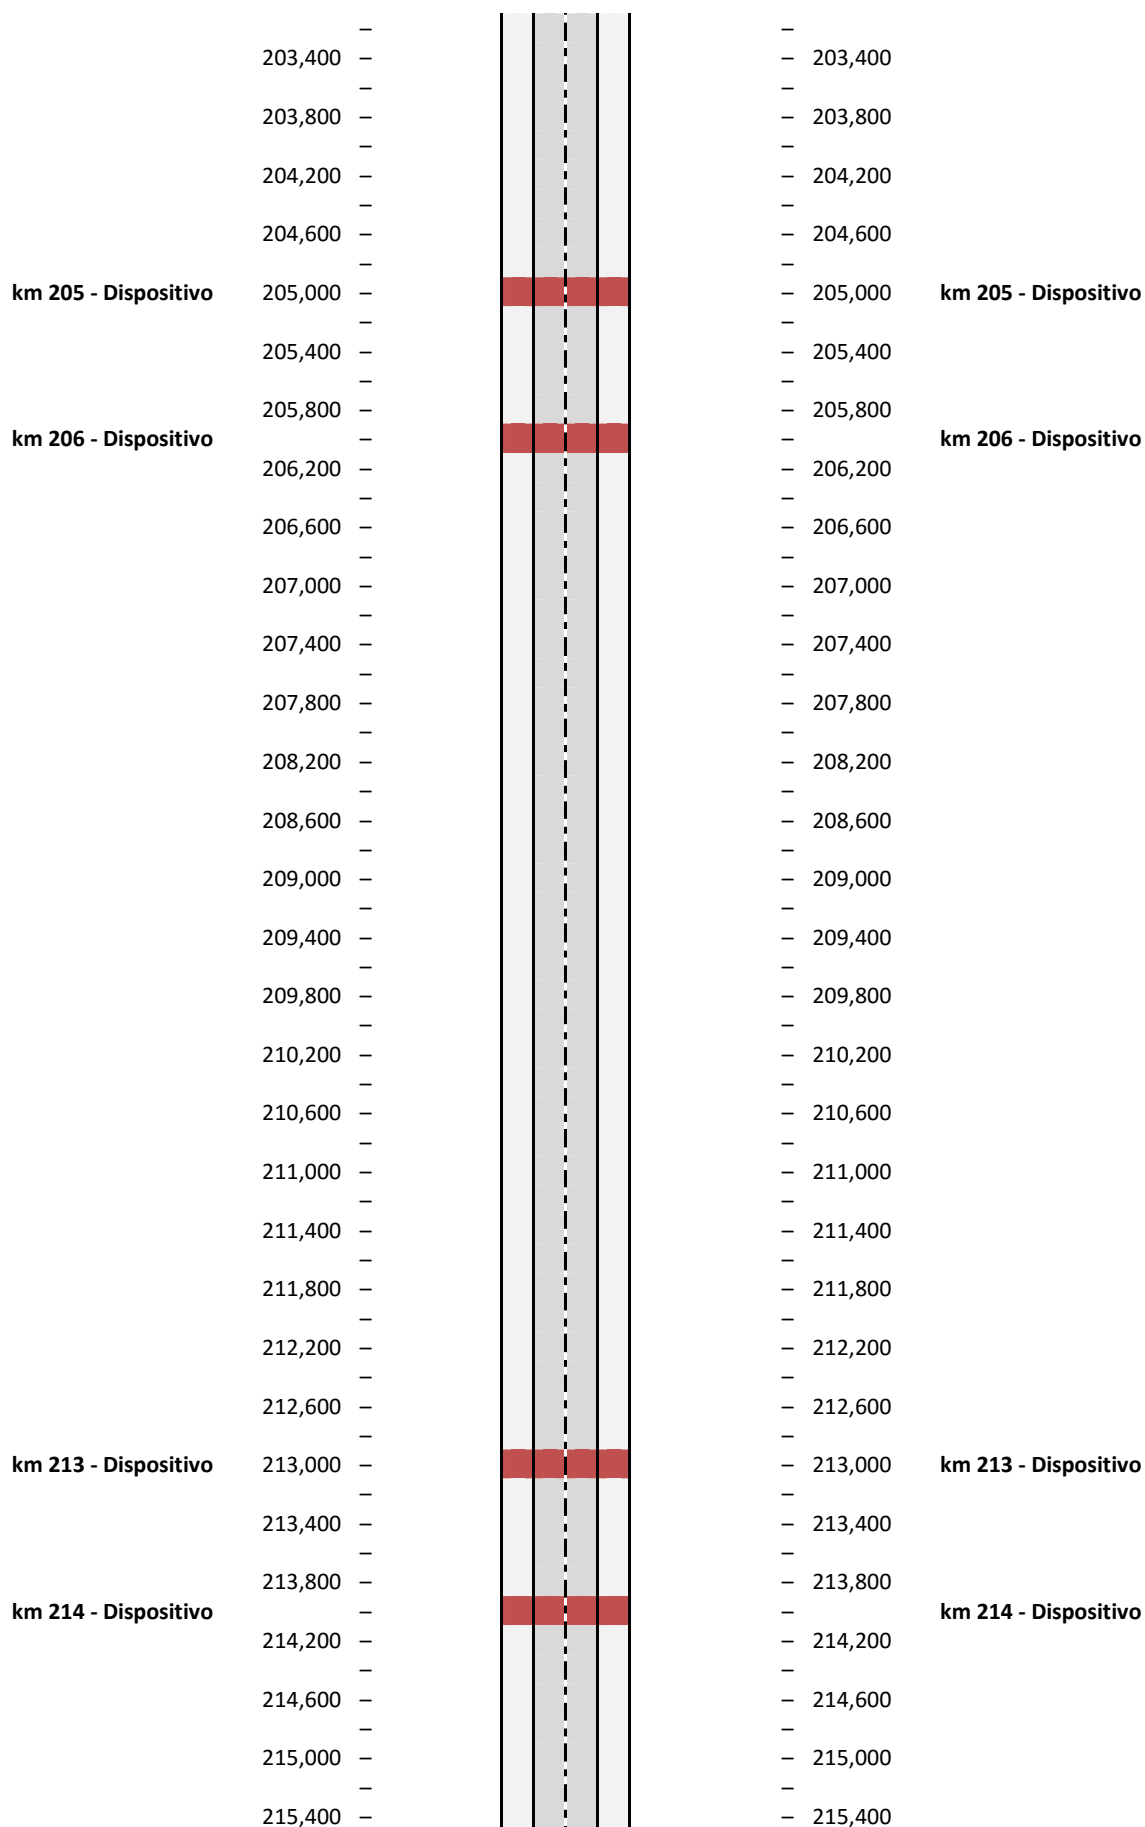 –  –
203,400 –  – 203,400
–  –
203,800 –  – 203,800
–  –
204,200 –  – 204,200
–  –
204,600 –  – 204,600
–  –
km 205 - Dispositivo 205,000 –  – 205,000 km 205 - Dispositivo
–  –
205,400 –  – 205,400
–  –
205,800 –  – 205,800
km 206 - Dispositivo –  – km 206 - Dispositivo
206,200 –  – 206,200
–  –
206,600 –  – 206,600
–  –
207,000 –  – 207,000
–  –
207,400 –  – 207,400
–  –
207,800 –  – 207,800
–  –
208,200 –  – 208,200
–  –
208,600 –  – 208,600
–  –
209,000 –  – 209,000
–  –
209,400 –  – 209,400
–  –
209,800 –  – 209,800
–  –
210,200 –  – 210,200
–  –
210,600 –  – 210,600
–  –
211,000 –  – 211,000
–  –
211,400 –  – 211,400
–  –
211,800 –  – 211,800
–  –
212,200 –  – 212,200
–  –
212,600 –  – 212,600
–  –
km 213 - Dispositivo 213,000 –  – 213,000 km 213 - Dispositivo
–  –
213,400 –  – 213,400
–  –
213,800 –  – 213,800
km 214 - Dispositivo –  – km 214 - Dispositivo
214,200 –  – 214,200
–  –
214,600 –  – 214,600
–  –
215,000 –  – 215,000
–  –
215,400 –  – 215,400